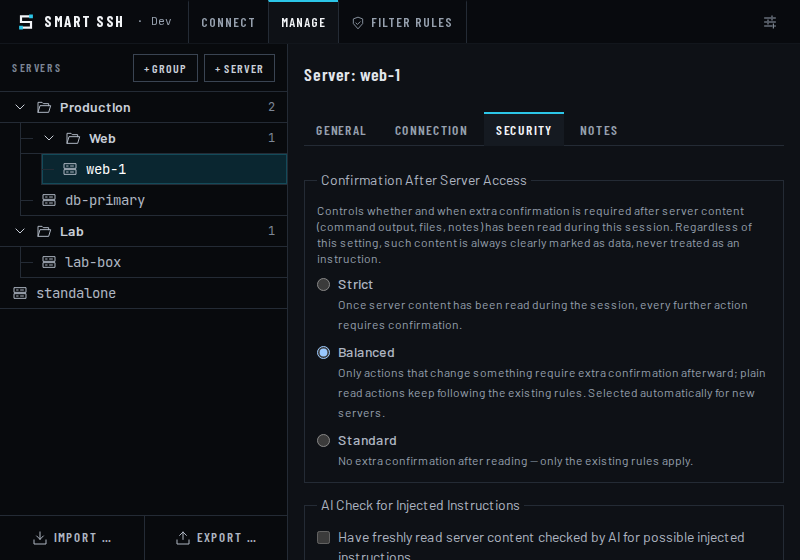 SMART SSH · Dev CONNECT MANAGE FILTER RULES
SERVERS + GROUP + SERVER
Production 2
Web 1
web-1
db-primary
Lab 1
lab-box
standalone
IMPORT ... EXPORT ...
Server: web-1
GENERAL CONNECTION SECURITY NOTES
Confirmation After Server Access
Controls whether and when extra confirmation is required after server content
(command output, files, notes) has been read during this session. Regardless of
this setting, such content is always clearly marked as data, never treated as an
instruction.
Strict
Once server content has been read during the session, every further action
requires confirmation.
Balanced
Only actions that change something require extra confirmation afterward; plain
read actions keep following the existing rules. Selected automatically for new
servers.
Standard
No extra confirmation after reading — only the existing rules apply.
AI Check for Injected Instructions
Have freshly read server content checked by AI for possible injected
instructions